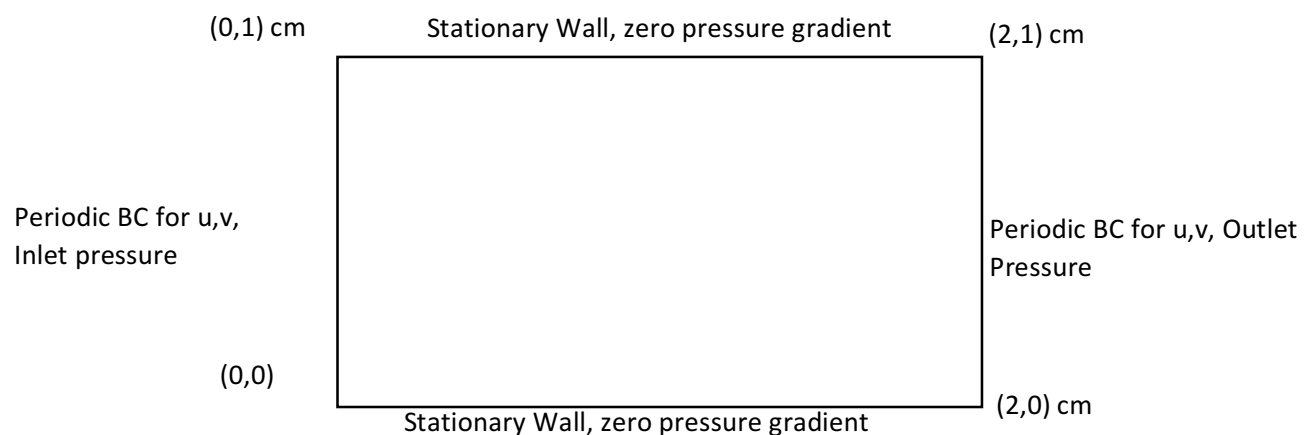 (0,1) cm
Stationary Wall, zero pressure gradient
(2,1) cm
Periodic BC for u,v,
Inlet pressure
Periodic BC for u,v, Outlet
Pressure
(0,0)
(2,0) cm
Stationary Wall, zero pressure gradient